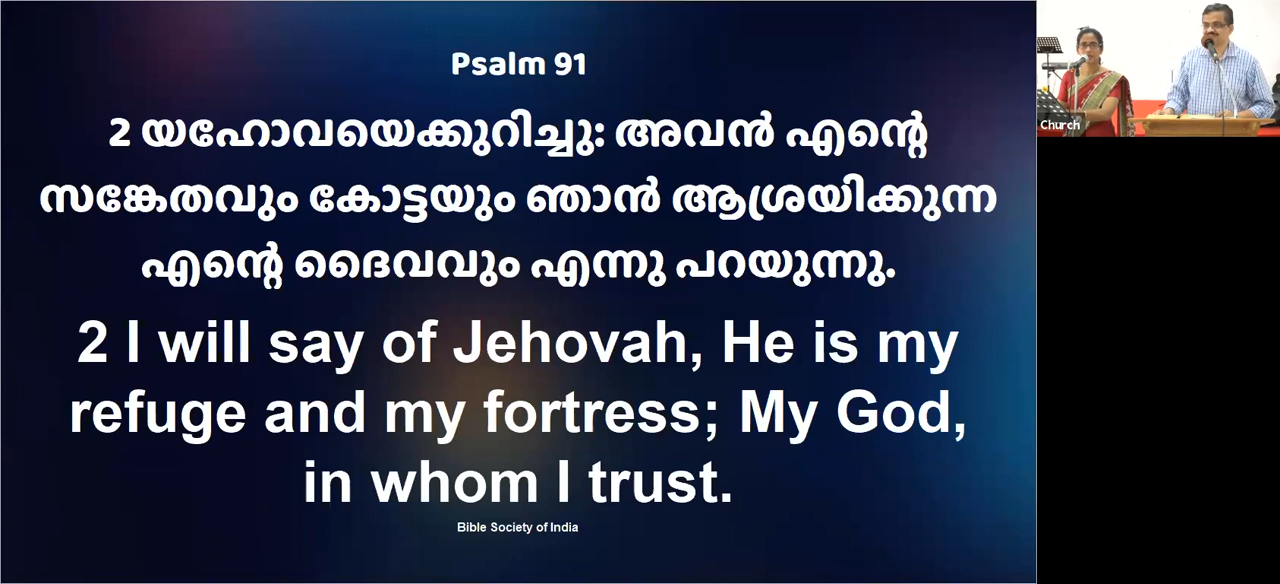 Psalm 91
2 യഹോവയെക്കുറിച്ചു: അവൻ എന്റെ
സങ്കേതവും കോട്ടയും ഞാൻ ആശ്രയിക്കുന്ന
എന്റെ ദൈവവും എന്നു പറയുന്നു.
2 I will say of Jehovah, He is my
refuge and my fortress; My God,
in whom I trust.
Bible Society of India
Church